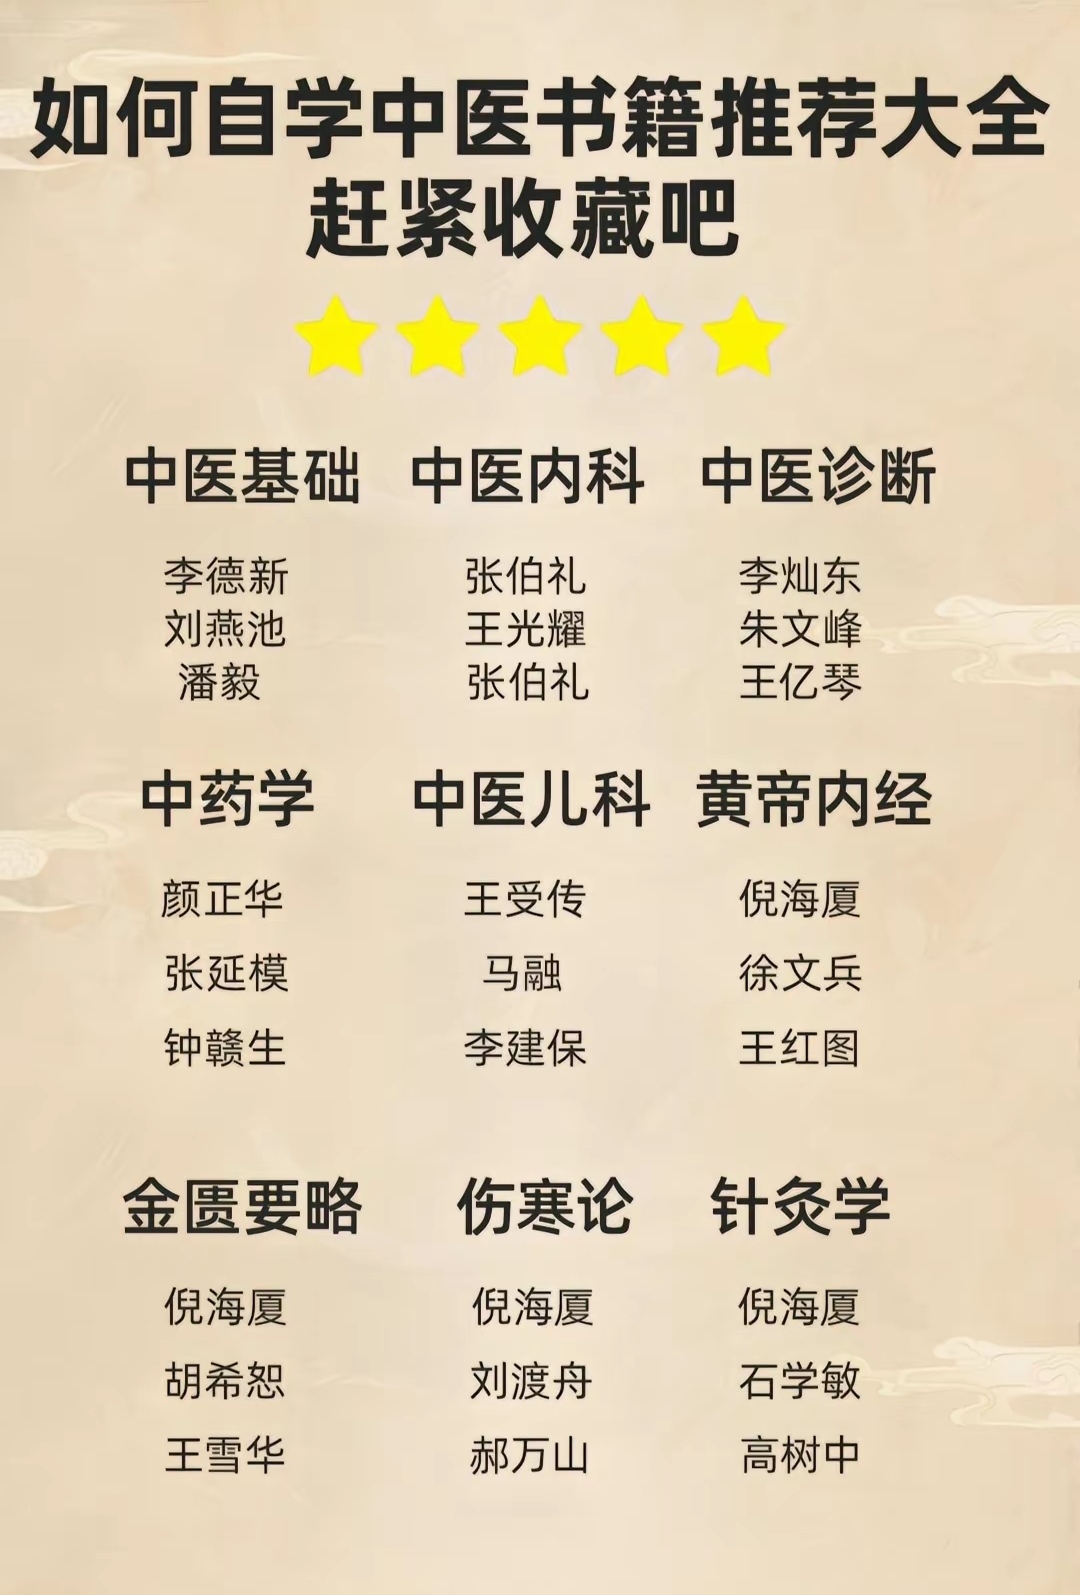 如何自学中医书籍推荐大全
赶紧收藏吧
中医基础 中医内科 中医诊断
李德新 张伯礼 李灿东
刘燕池 王光耀 朱文峰
潘毅 张伯礼 王亿琴
中药学 中医儿科 黄帝内经
颜正华 王受传 倪海厦
张延模 马融 徐文兵
钟赣生 李建保 王红图
金匮要略 伤寒论 针灸学
倪海厦 倪海厦 倪海厦
胡希恕 刘渡舟 石学敏
王雪华 郝万山 高树中